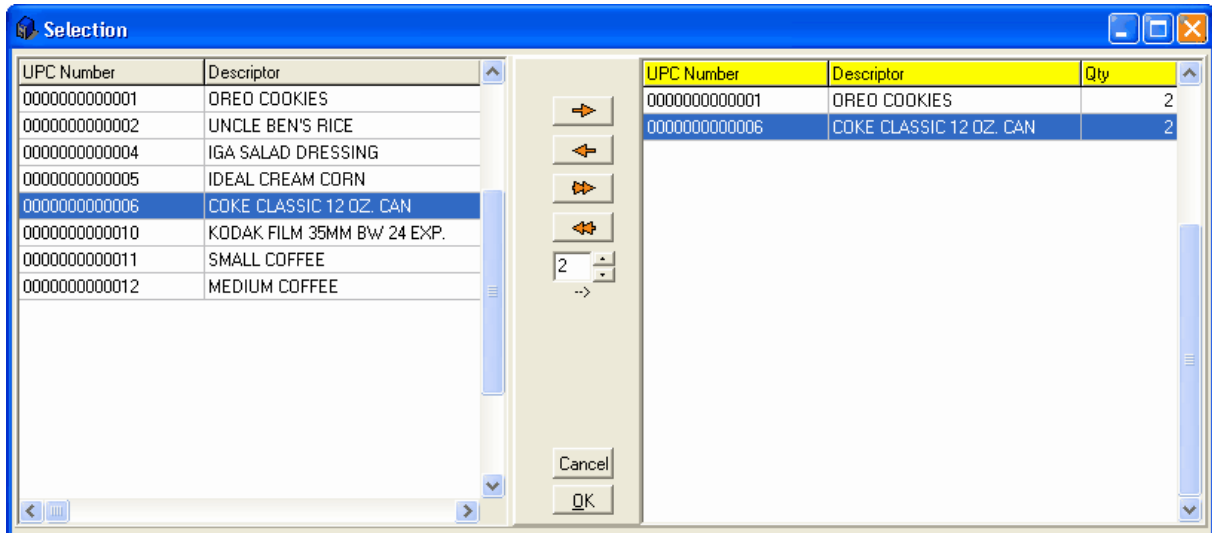 Selection
UPC Number Descriptor
0000000000001 OREO COOKIES
0000000000002 UNCLE BEN'S RICE
0000000000004 IGA SALAD DRESSING
0000000000005 IDEAL CREAM CORN
0000000000006 COKE CLASSIC 12 OZ. CAN
0000000000010 KODAK FILM 35MM BW 24 EXP.
0000000000011 SMALL COFFEE
0000000000012 MEDIUM COFFEE
2
-->
Cancel
OK
UPC Number Descriptor Qty
0000000000001 OREO COOKIES 2
0000000000006 COKE CLASSIC 12 OZ. CAN 2